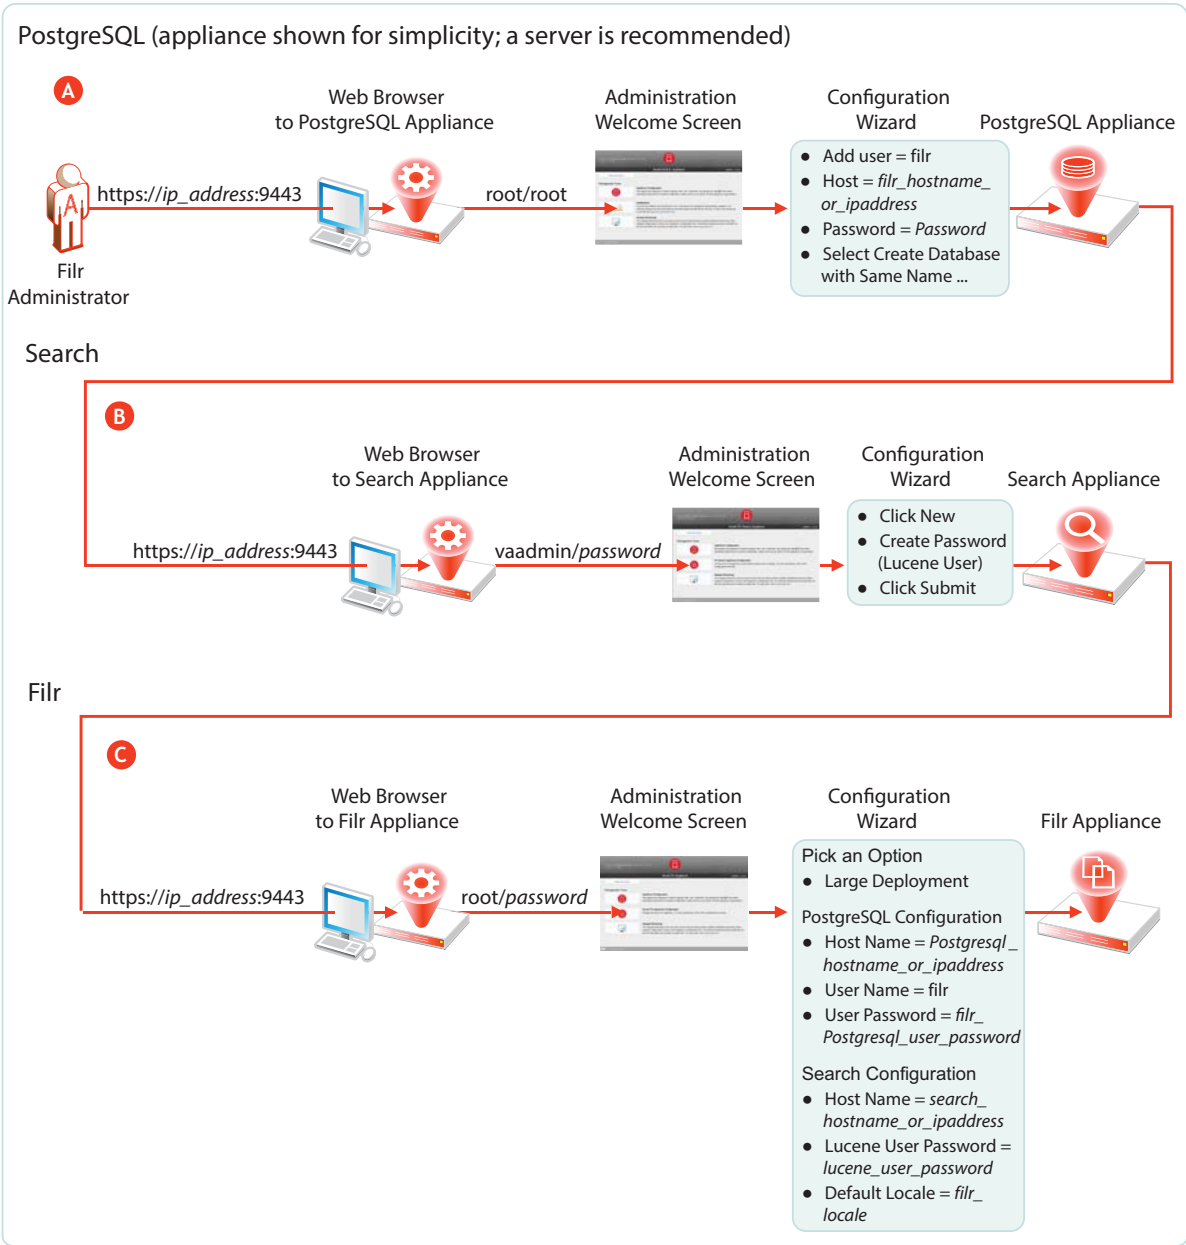 PostgreSQL (appliance shown for simplicity; a server is recommended)
A
Web Browser
to PostgreSQL Appliance
Administration
Welcome Screen
Configuration
Wizard
PostgreSQL Appliance
https://ip_address:9443
root/root
● Add user = filr
● Host = filr_hostname_
or_ipaddress
● Password = Password
● Select Create Database
with Same Name ...
A
Filr
Administrator
Search
B
Web Browser
to Search Appliance
Administration
Welcome Screen
Configuration
Wizard
Search Appliance
https://ip_address:9443
vaadmin/password
● Click New
● Create Password
(Lucene User)
● Click Submit
Filr
C
Web Browser
to Filr Appliance
Administration
Welcome Screen
Configuration
Wizard
Filr Appliance
https://ip_address:9443
root/password
Pick an Option
● Large Deployment
PostgreSQL Configuration
● Host Name = Postgresql_
hostname_or_ipaddress
● User Name = filr
● User Password = filr_
Postgresql_user_password
Search Configuration
● Host Name = search_
hostname_or_ipaddress
● Lucene User Password =
lucene_user_password
● Default Locale = filr_
locale